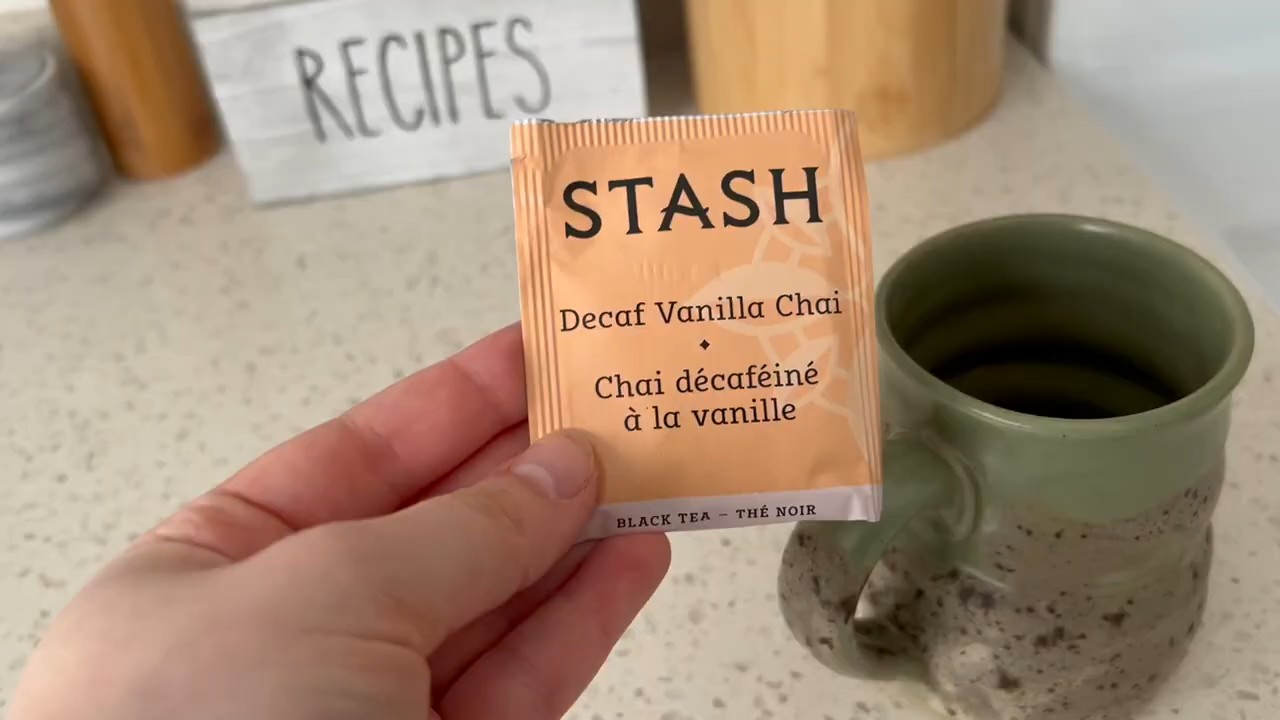 RECIPES
STASH
Decaf Vanilla Chai
Chai décaféiné
à la vanille
BLACK TEA – THÉ NOIR